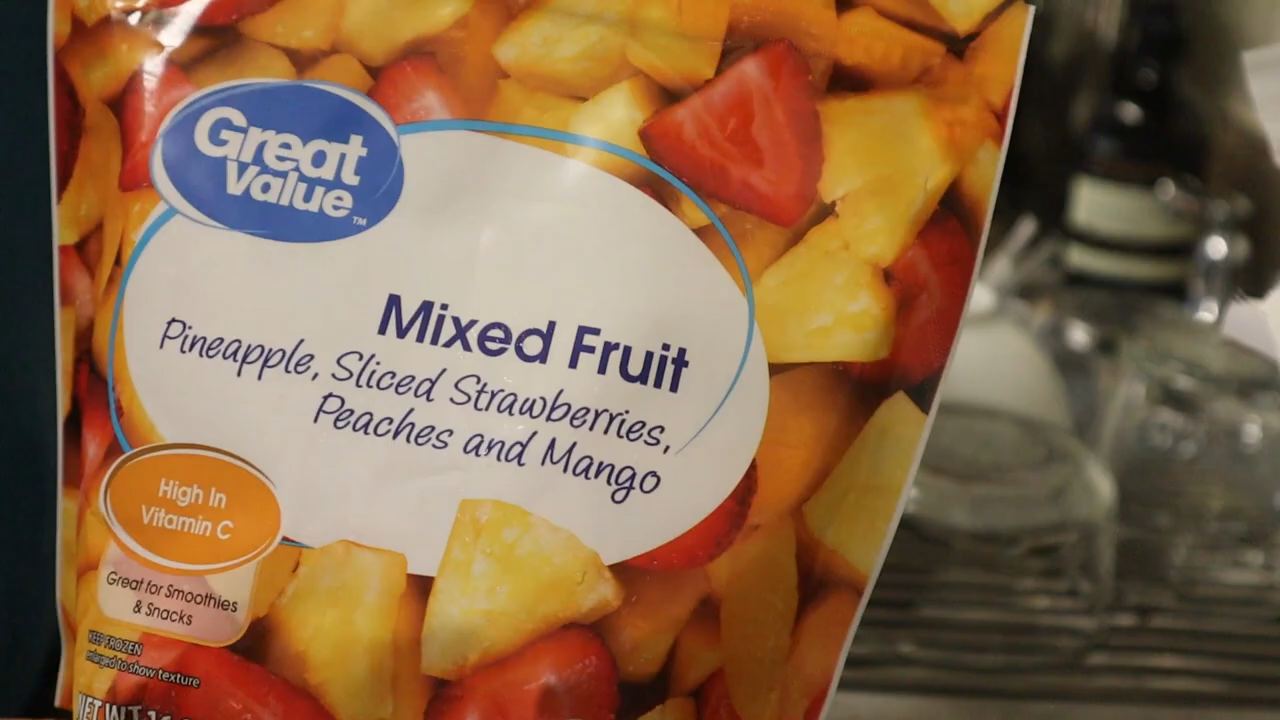 Great
Value
TM
Mixed Fruit
Pineapple, Sliced Strawberries,
Peaches and Mango
High In
Vitamin C
Great for Smoothies
& Snacks
KEEP FROZEN
enlarged to show texture
NET WT